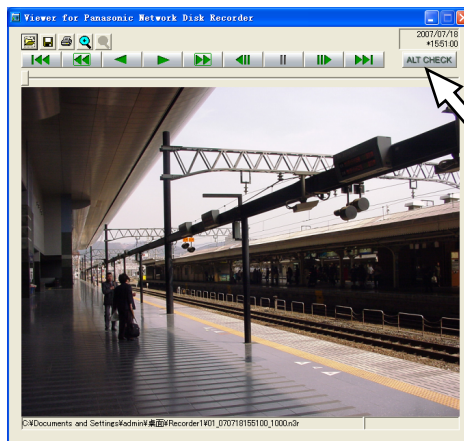 Viewer for Panasonic Network Disk Recorder
2007/07/18
*15:51:00
ALT CHECK
C:¥Documents and Settings¥admin¥桌面¥Recorder1¥01_070718155100_1000.n3r